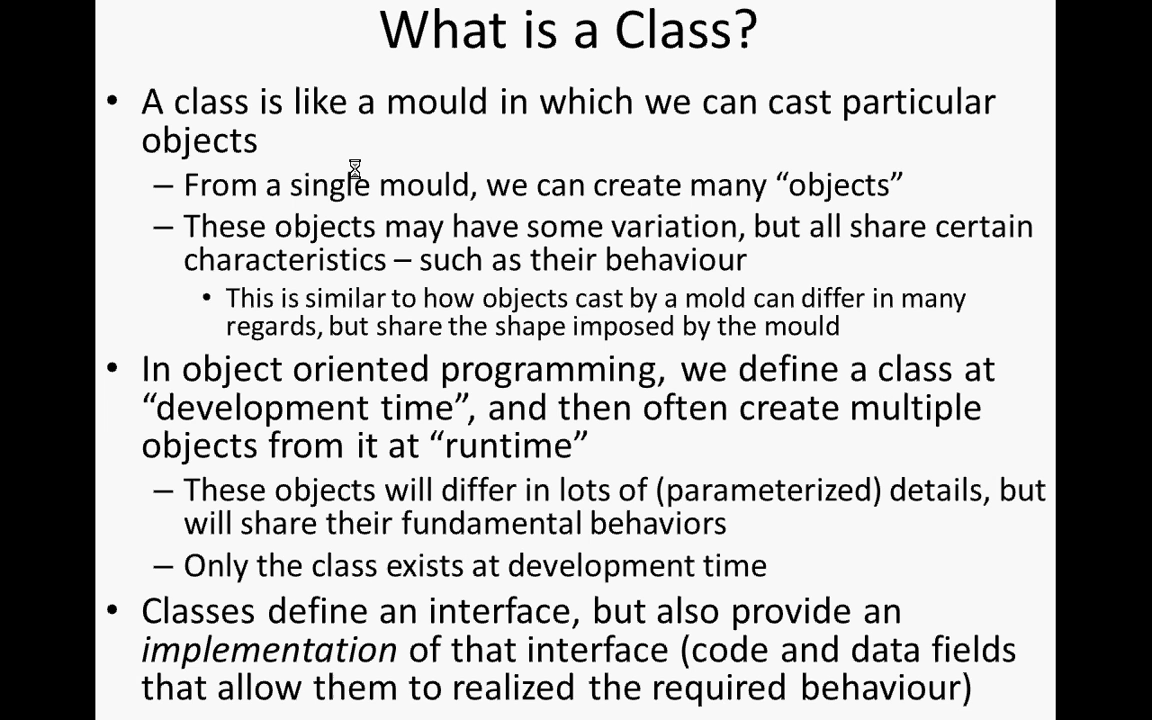 What is a Class?
• A class is like a mould in which we can cast particular
objects
– From a single mould, we can create many “objects”
– These objects may have some variation, but all share certain
characteristics – such as their behaviour
• This is similar to how objects cast by a mold can differ in many
regards, but share the shape imposed by the mould
• In object oriented programming, we define a class at
“development time”, and then often create multiple
objects from it at “runtime”
– These objects will differ in lots of (parameterized) details, but
will share their fundamental behaviors
– Only the class exists at development time
• Classes define an interface, but also provide an
implementation of that interface (code and data fields
that allow them to realized the required behaviour)